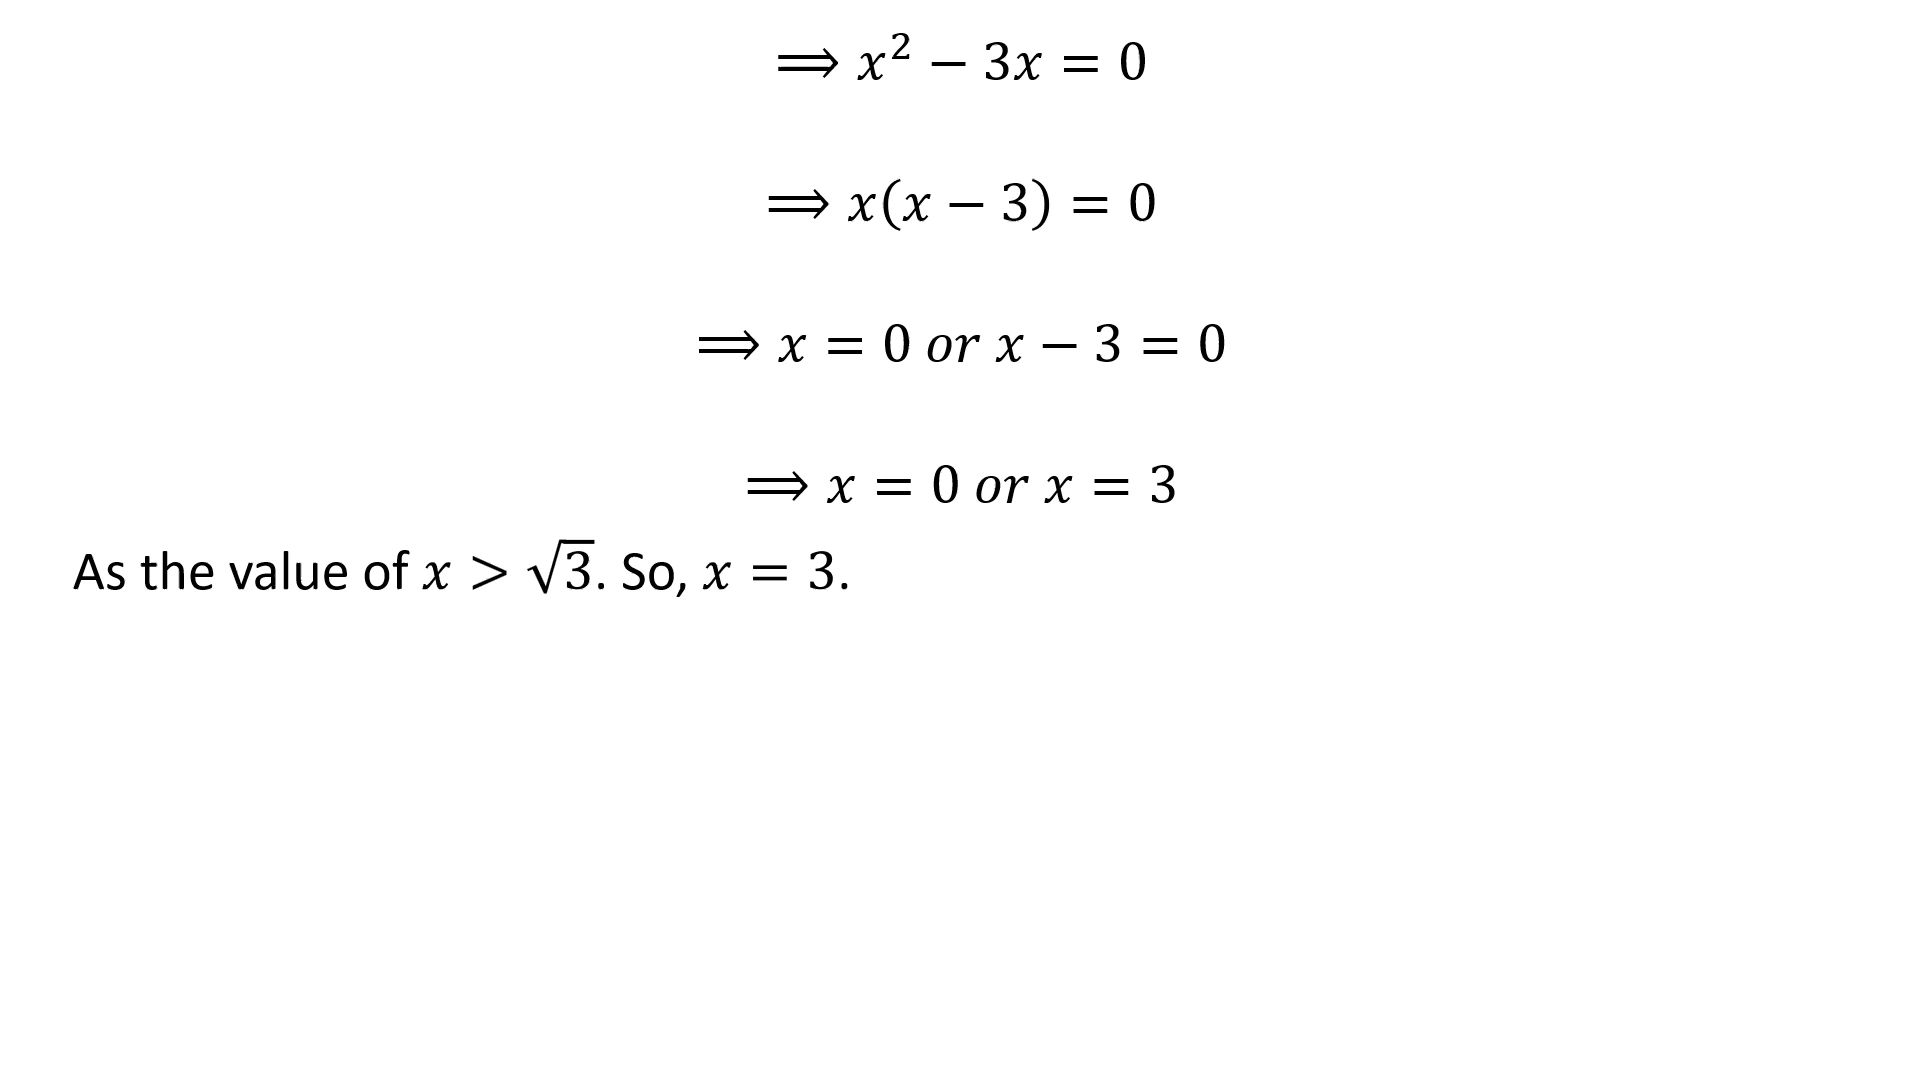 ⟹ x² − 3x = 0
⟹ x(x − 3) = 0
⟹ x = 0 or x − 3 = 0
⟹ x = 0 or x = 3
As the value of x > √3. So, x = 3.